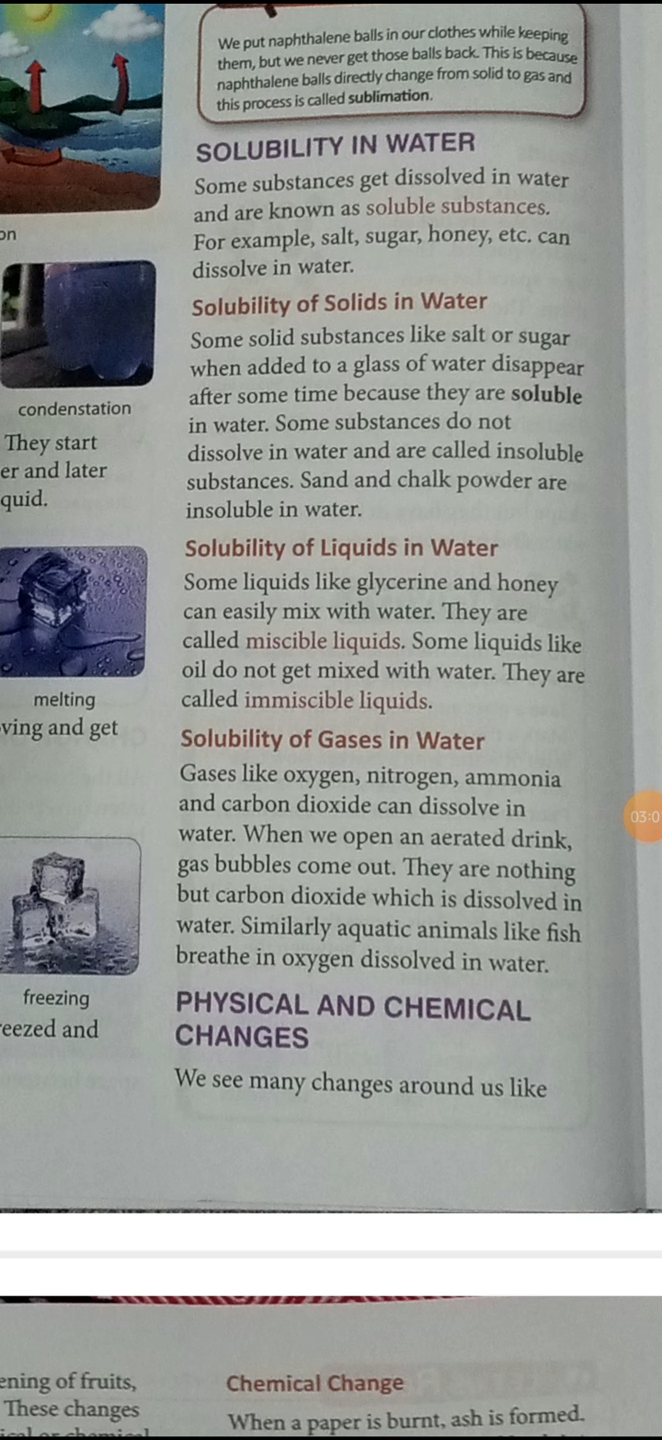 We put naphthalene balls in our clothes while keeping
them, but we never get those balls back. This is because
naphthalene balls directly change from solid to gas and
this process is called sublimation.
SOLUBILITY IN WATER
Some substances get dissolved in water
and are known as soluble substances.
For example, salt, sugar, honey, etc. can
dissolve in water.
Solubility of Solids in Water
Some solid substances like salt or sugar
when added to a glass of water disappear
after some time because they are soluble
in water. Some substances do not
dissolve in water and are called insoluble
substances. Sand and chalk powder are
insoluble in water.
Solubility of Liquids in Water
Some liquids like glycerine and honey
can easily mix with water. They are
called miscible liquids. Some liquids like
oil do not get mixed with water. They are
called immiscible liquids.
Solubility of Gases in Water
Gases like oxygen, nitrogen, ammonia
and carbon dioxide can dissolve in
water. When we open an aerated drink,
gas bubbles come out. They are nothing
but carbon dioxide which is dissolved in
water. Similarly aquatic animals like fish
breathe in oxygen dissolved in water.
PHYSICAL AND CHEMICAL
CHANGES
We see many changes around us like
on
condenstation
They start
er and later
quid.
melting
ving and get
freezing
eezed and
03:0
ening of fruits,
These changes
Chemical Change
When a paper is burnt, ash is formed.